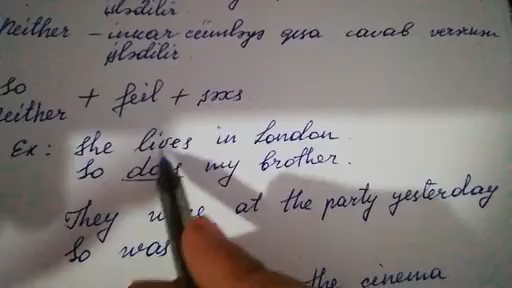 işlədilir.
Neither - inkar cümləyə qısa cavab verərkən
işlədilir.
So
neither + feil + şəxs
Ex: She lives in London.
So does my brother.
They were at the party yesterday
So was
the cinema